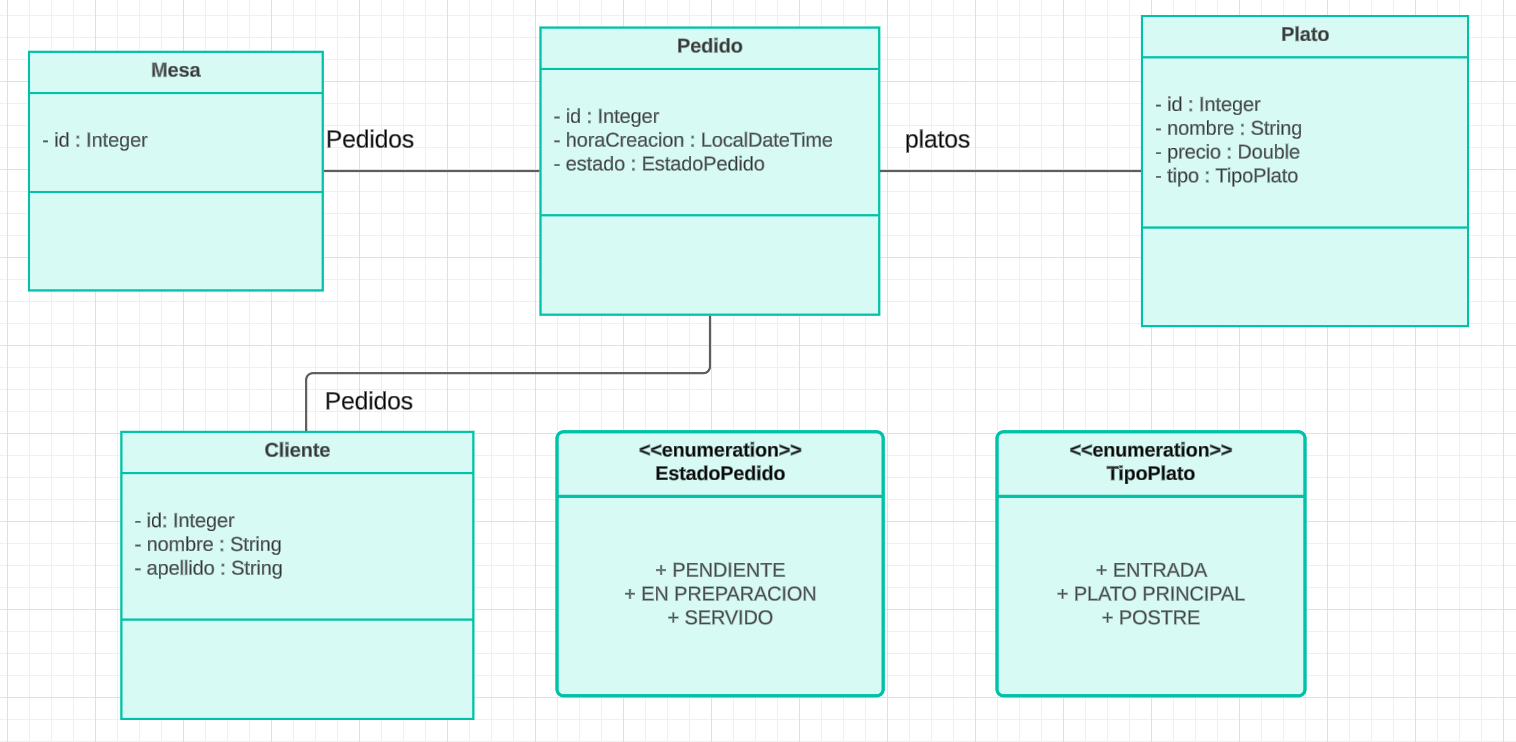 Mesa
- id : Integer
Pedidos
Pedido
- id : Integer
- horaCreacion : LocalDateTime
- estado : EstadoPedido
platos
Plato
- id : Integer
- nombre : String
- precio : Double
- tipo : TipoPlato
Pedidos
Cliente
- id: Integer
- nombre : String
- apellido : String
<<enumeration>>
EstadoPedido
+ PENDIENTE
+ EN PREPARACION
+ SERVIDO
<<enumeration>>
TipoPlato
+ ENTRADA
+ PLATO PRINCIPAL
+ POSTRE